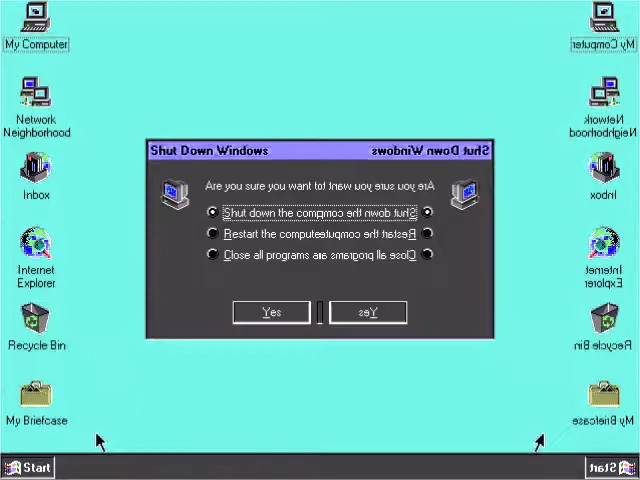 My Computer
My Computer
Network
Neighborhood
Network
Neighborhood
Shut Down Windows
Shut Down Windows
Are you sure you want to
t to want you sure you Are
Inbox
Inbox
Shut down the com
Shut down the com
Restart the compute
Restart the compute
Close all programs a
Close all programs a
Internet
Explorer
Internet
Explorer
Yes
Yes
Recycle Bin
Recycle Bin
My Briefcase
My Briefcase
Start
Start